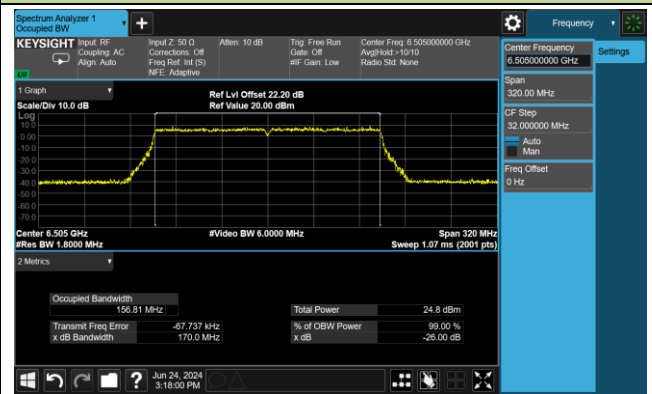 Spectrum Analyzer 1
Occupied BW
+
Frequency
KEYSIGHT
Input: RF
Coupling: AC
Align: Auto
Input Z: 50 Ω
Corrections: Off
Freq Ref: Int (S)
NFE: Adaptive
Atten: 10 dB
Trig: Free Run
Gate: Off
#IF Gain: Low
Center Freq: 6.505000000 GHz
Avg|Hold:>10/10
Radio Std: None
LXI
Center Frequency
6.505000000 GHz
Settings
Span
320.00 MHz
CF Step
32.000000 MHz
Auto
Man
Freq Offset
0 Hz
1 Graph
Scale/Div 10.0 dB
Ref Lvl Offset 22.20 dB
Ref Value 20.00 dBm
Log
10.0
0.00
-10.0
-20.0
-30.0
-40.0
-50.0
-60.0
-70.0
Center 6.505 GHz
#Res BW 1.8000 MHz
#Video BW 6.0000 MHz
Span 320 MHz
Sweep 1.07 ms (2001 pts)
2 Metrics
Occupied Bandwidth
156.81 MHz
Transmit Freq Error -67.737 kHz
x dB Bandwidth 170.0 MHz
Total Power 24.8 dBm
% of OBW Power 99.00 %
x dB -26.00 dB
?
Jun 24, 2024
3:18:00 PM